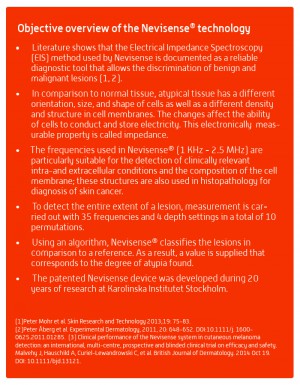 Objective overview of the Nevisense® technology
• Literature shows that the Electrical Impedance Spectroscopy
(EIS) method used by Nevisense is documented as a reliable
diagnostic tool that allows the discrimination of benign and
malignant lesions [1, 2].
• In comparison to normal tissue, atypical tissue has a different
orientation, size, and shape of cells as well as a different density
and structure in cell membranes. The changes affect the ability
of cells to conduct and store electricity. This electronically meas-
urable property is called impedance.
• The frequencies used in Nevisense® [1 KHz - 2.5 MHz] are
particularly suitable for the detection of clinically relevant
intra-and extracellular conditions and the composition of the cell
membrane; these structures are also used in histopathology for
diagnosis of skin cancer.
• To detect the entire extent of a lesion, measurement is car-
ried out with 35 frequencies and 4 depth settings in a total of 10
permutations.
• Using an algorithm, Nevisense® classifies the lesions in
comparison to a reference. As a result, a value is supplied that
corresponds to the degree of atypia found.
• The patented Nevisense device was developed during 20
years of research at Karolinska Institutet Stockholm.
[1]Peter Mohr et al. Skin Research and Technology.2013,19: 75–83.
[2]Peter Åberg et al. Experimental Dermatology, 2011, 20: 648–652. DOI:10.1111/j.1600-
0625.2011.01285. [3] Clinical performance of the Nevisense system in cutaneous melanoma
detection: an international, multi-centre, prospective and blinded clinical trial on efficacy and safety.
Malvehy J, Hauschild A, Curiel-Lewandrowski C, et al. British Journal of Dermatology. 2014 Oct 19.
DOI: 10.1111/bjd.13121.